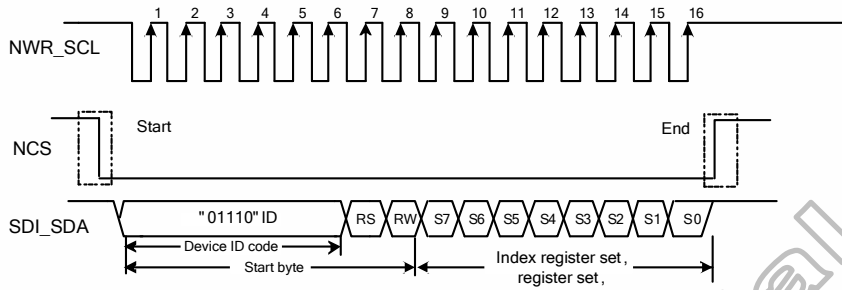 1 2 3 4 5 6 7 8 9 10 11 12 13 14 15 16
NWR_SCL
Start
End
NCS
SDI_SDA
"01110" ID
RS
RW
S7
S6
S5
S4
S3
S2
S1
S0
Device ID code
Start byte
Index register set,
register set,